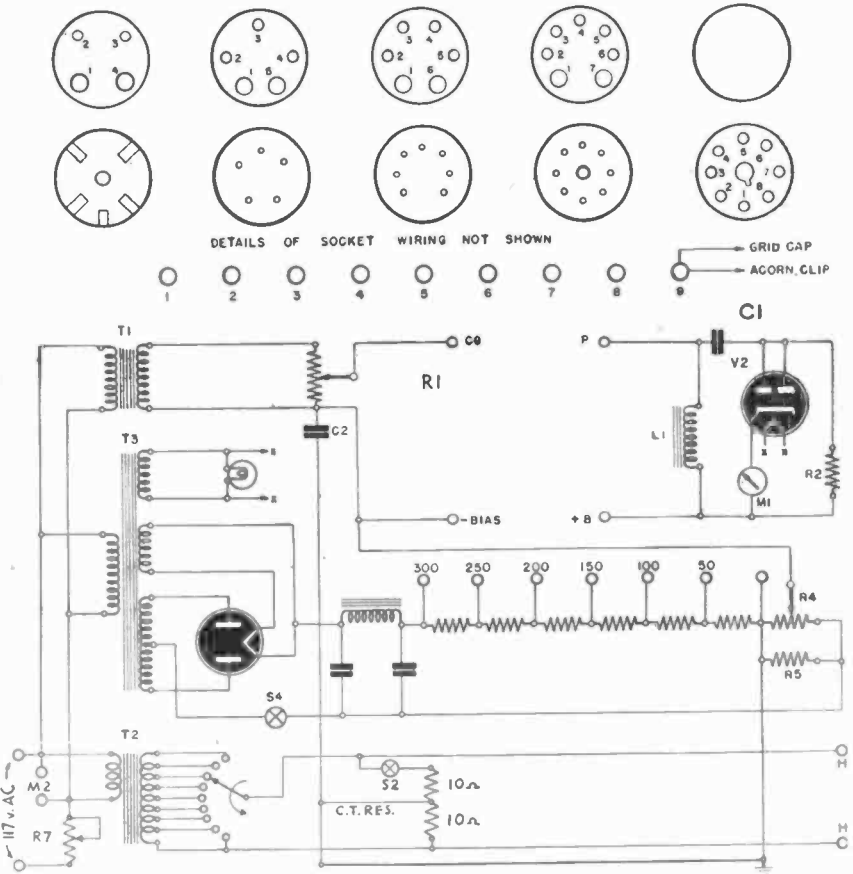 2 3 1 4
3 2 4 1 5
3 4 2 5 1 6
4 3 5 2 6 1 7
5 4 6 3 7 2 8 1
DETAILS OF SOCKET WIRING NOT SHOWN
GRID CAP
ACORN CLIP
1 2 3 4 5 6 7 8 9
C1
T1
CG
P
V2
R1
L1
T3
C2
X
X
X X
R2
M1
-BIAS
+B
300 250 200 150 100 50
R4
R5
S4
T2
M2
S2
10Ω
H
117 v. AC
C.T. RES.
10Ω
R7
H